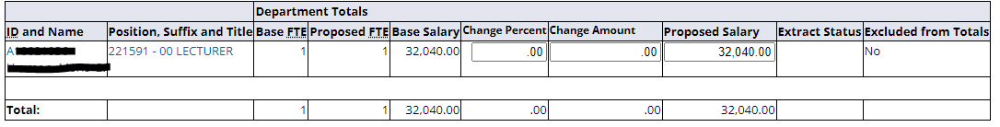 Department Totals
ID and Name Position, Suffix and Title Base FTE Proposed FTE Base Salary Change Percent Change Amount Proposed Salary Extract Status Excluded from Totals
A 221591 - 00 LECTURER 1 1 32,040.00 .00 .00 32,040.00 No
Total: 1 1 32,040.00 .00 .00 32,040.00